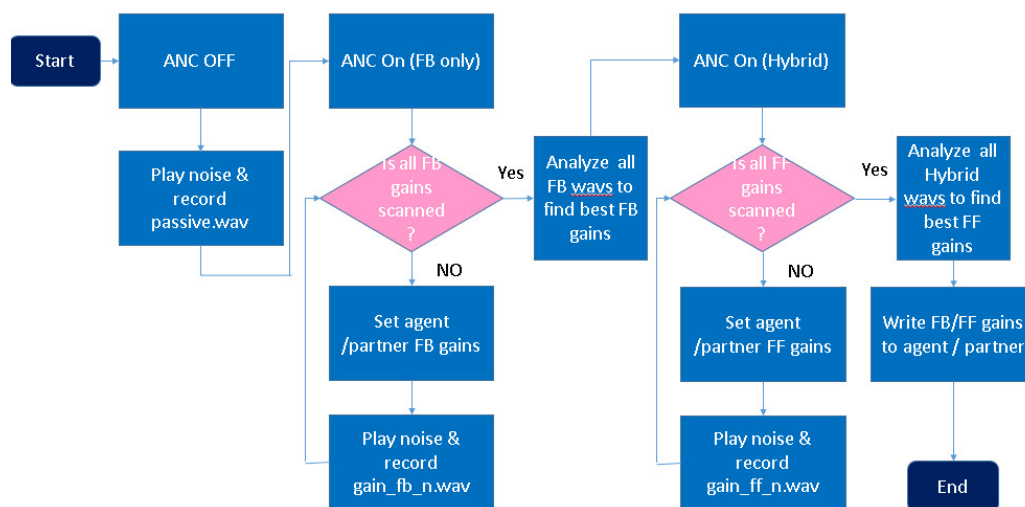 Start
ANC OFF
Play noise &
record
passive.wav
ANC On (FB only)
Is all FB
gains
scanned
?
Yes
NO
Set agent
/partner FB gains
Play noise &
record
gain_fb_n.wav
Analyze all
FB wavs to
find best FB
gains
ANC On (Hybrid)
Is all FF
gains
scanned
?
Yes
NO
Set agent
/partner FF gains
Play noise &
record
gain_ff_n.wav
Analyze all
Hybrid
wavs to find
best FF
gains
Write FB/FF gains
to agent / partner
End